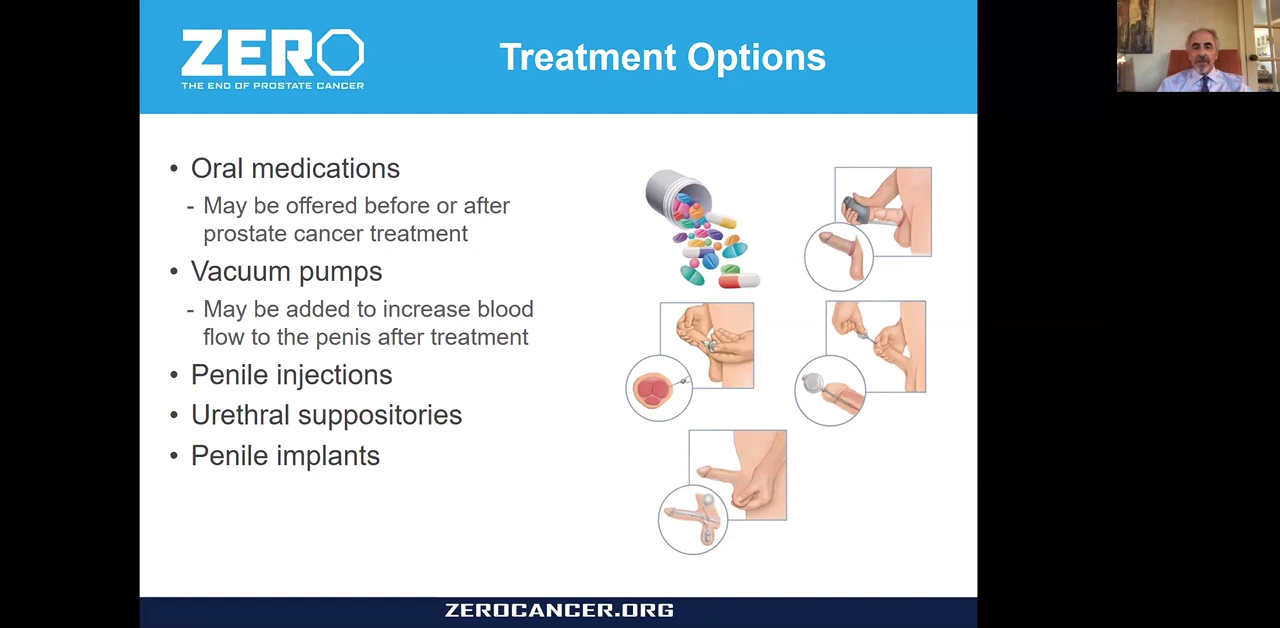 ZERO
THE END OF PROSTATE CANCER
Treatment Options
• Oral medications
- May be offered before or after
prostate cancer treatment
• Vacuum pumps
- May be added to increase blood
flow to the penis after treatment
• Penile injections
• Urethral suppositories
• Penile implants
ZEROCANCER.ORG